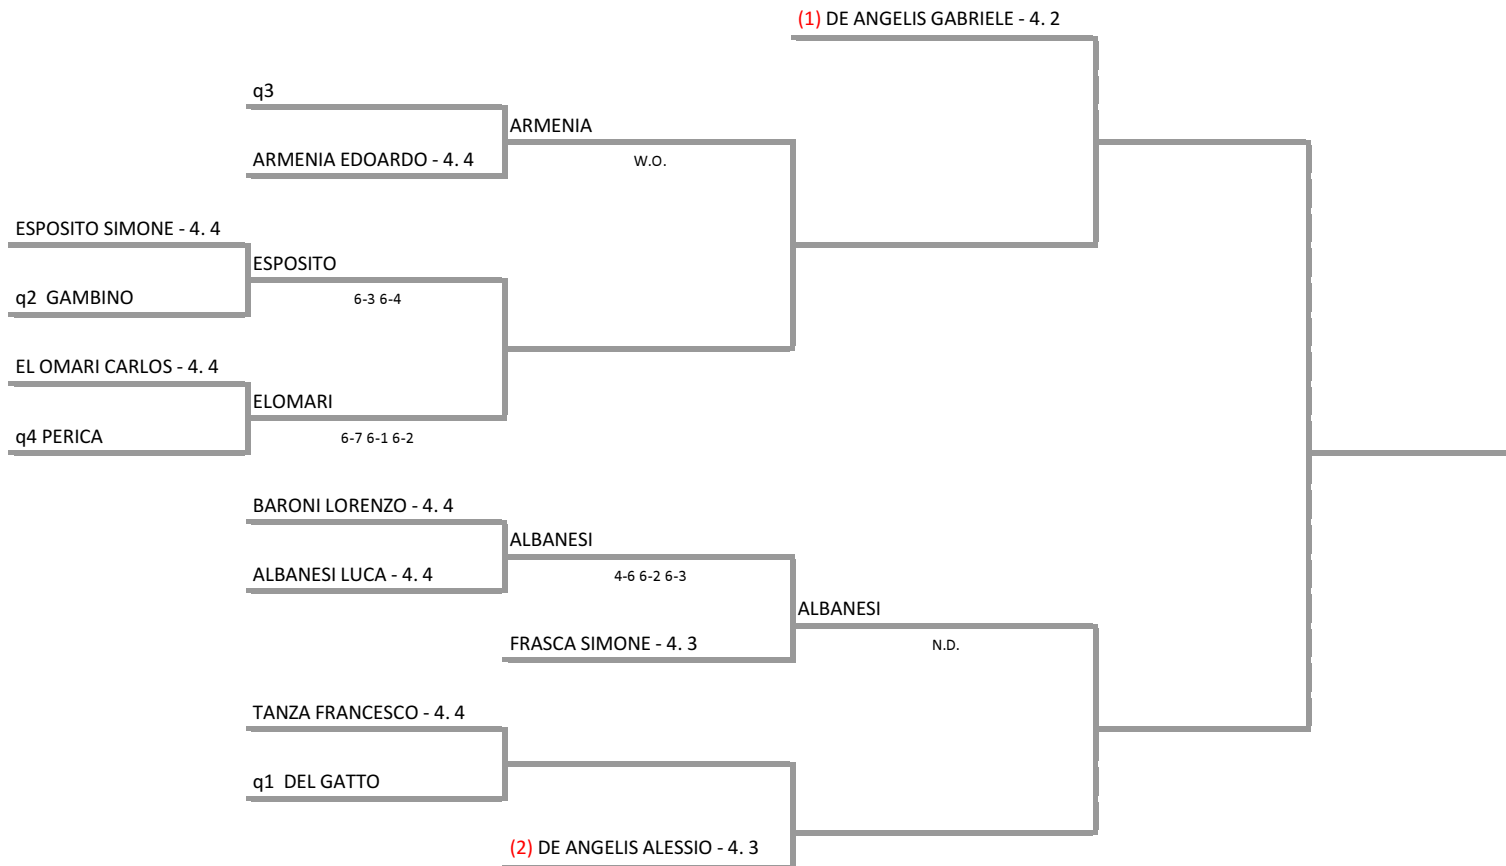 (1) DE ANGELIS GABRIELE - 4. 2
q3
ARMENIA
ARMENIA EDOARDO - 4. 4
W.O.
ESPOSITO SIMONE - 4. 4
ESPOSITO
q2  GAMBINO
6-3 6-4
EL OMARI CARLOS - 4. 4
ELOMARI
q4 PERICA
6-7 6-1 6-2
BARONI LORENZO - 4. 4
ALBANESI
ALBANESI LUCA - 4. 4
4-6 6-2 6-3
ALBANESI
FRASCA SIMONE - 4. 3
N.D.
TANZA FRANCESCO - 4. 4
q1  DEL GATTO
(2) DE ANGELIS ALESSIO - 4. 3